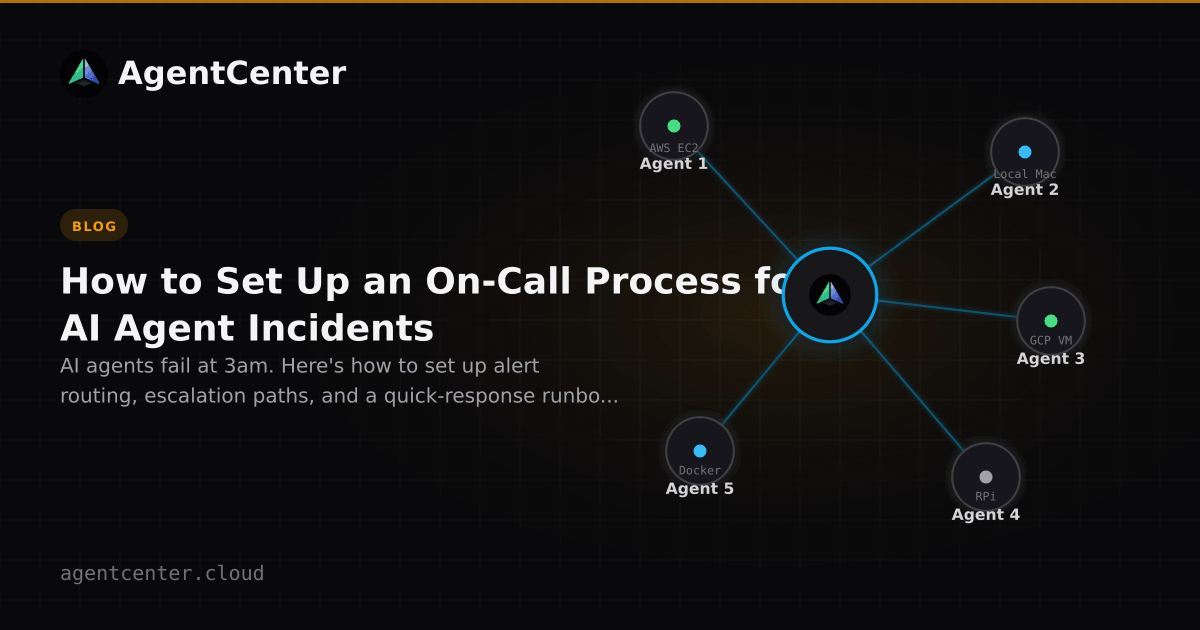 AgentCenter
BLOG
How to Set Up an On-Call Process fo
AI Agent Incidents
AI agents fail at 3am. Here's how to set up alert
routing, escalation paths, and a quick-response runbo...
agentcenter.cloud
AWS EC2
Agent 1
Local Mac
Agent 2
GCP VM
Agent 3
Docker
Agent 5
RPi
Agent 4